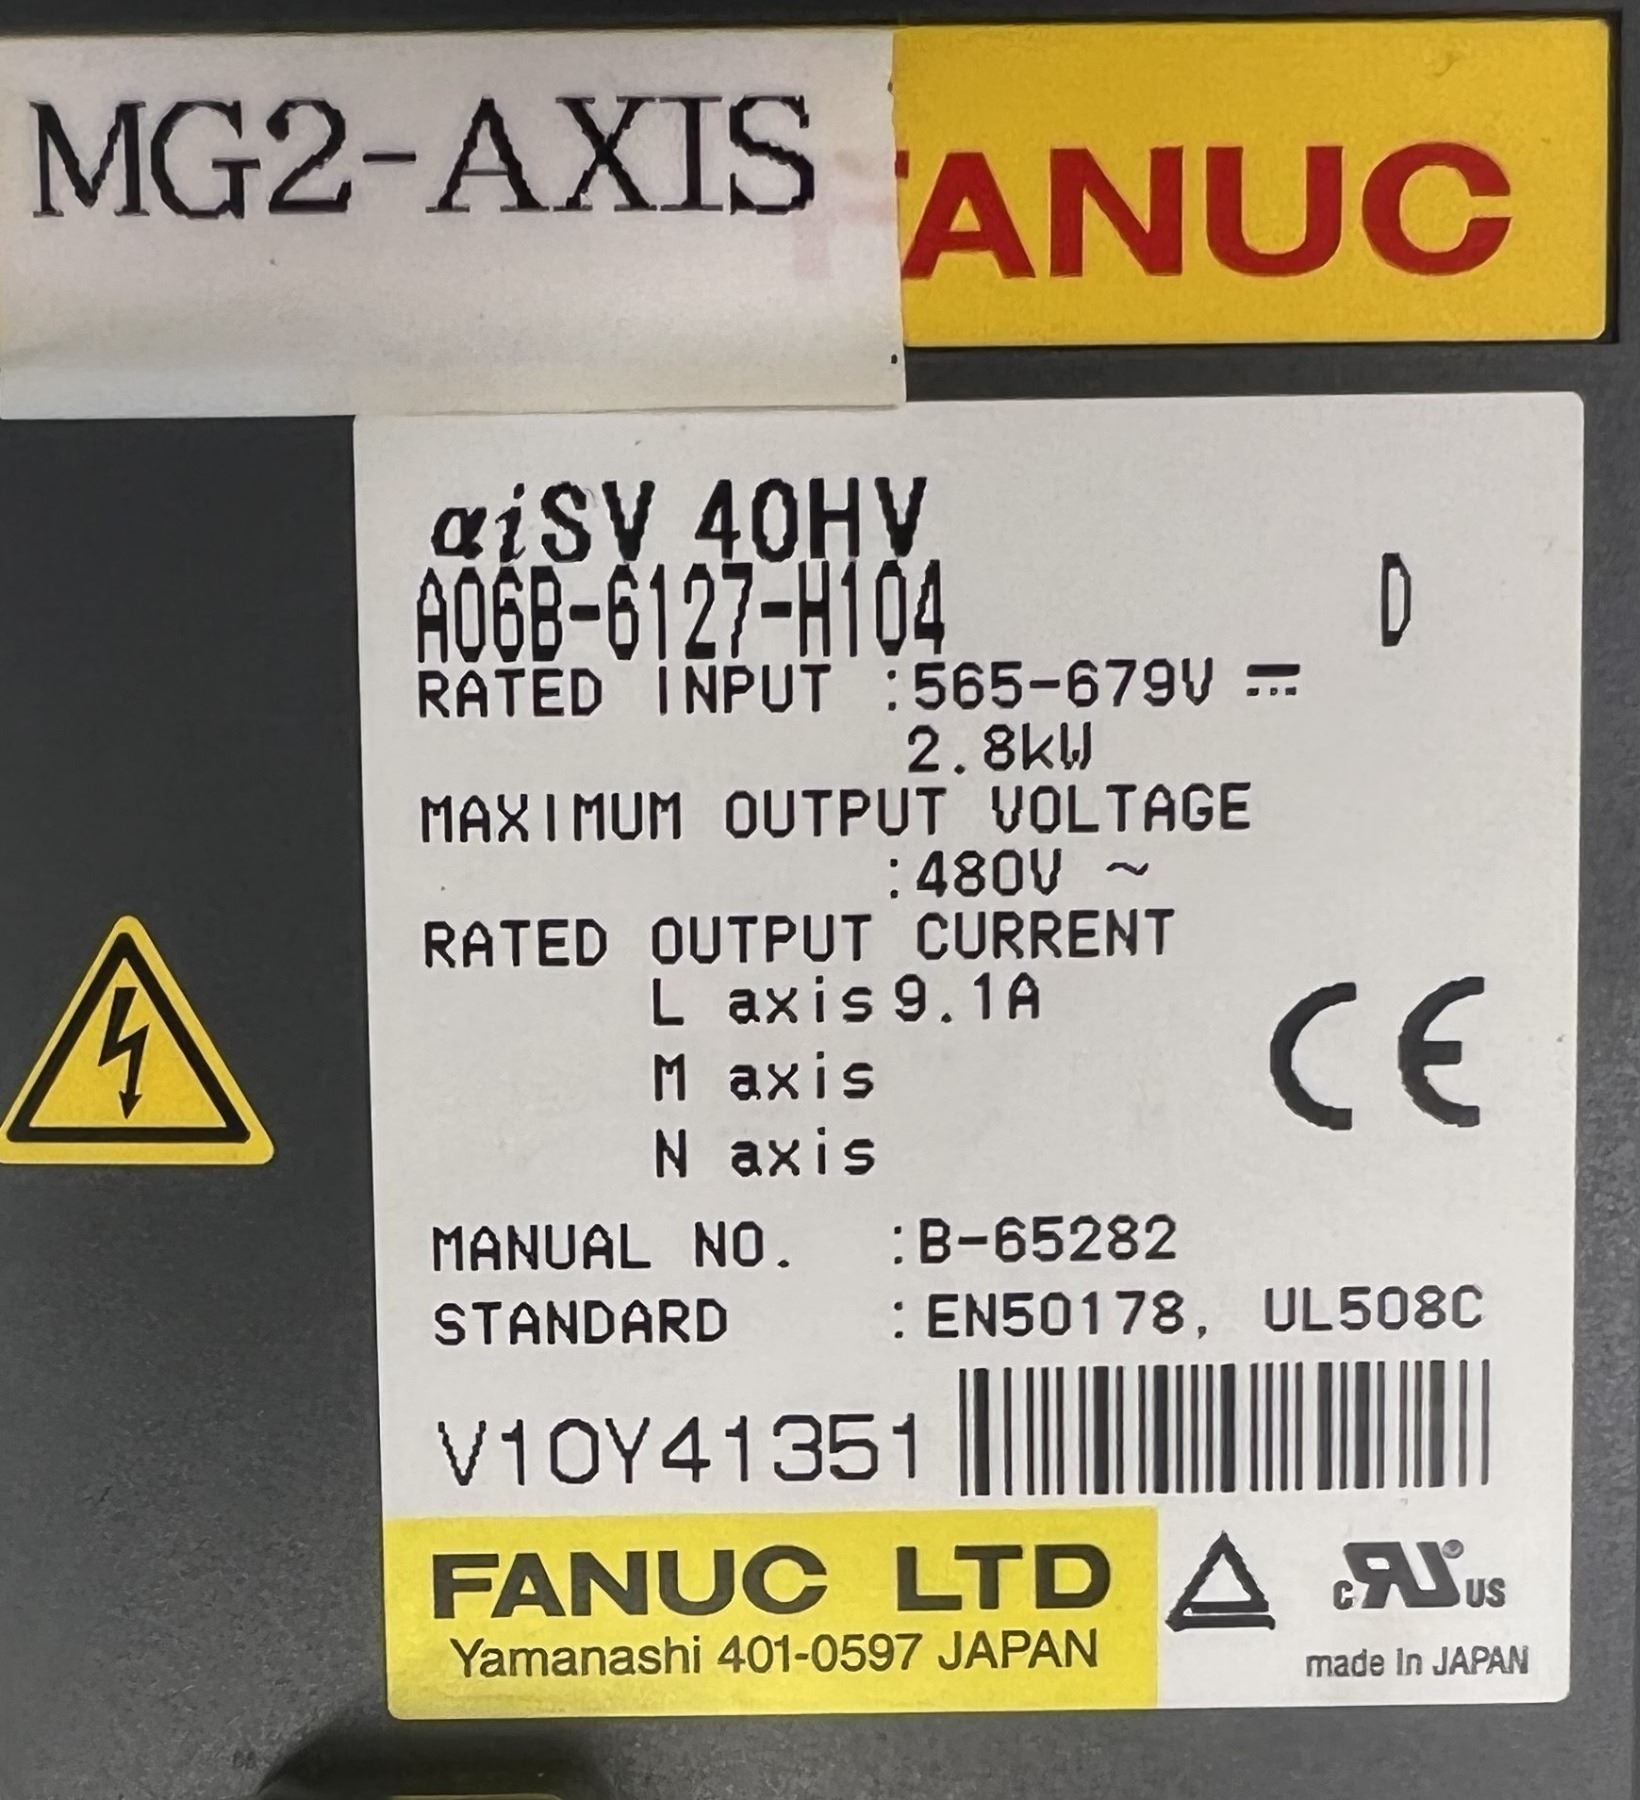 MG2-AXIS
FANUC
αiSV 40HV
A06B-6127-H104
D
RATED INPUT :565-679V ⎓
2.8kW
MAXIMUM OUTPUT VOLTAGE
:480V ~
RATED OUTPUT CURRENT
L axis 9.1A
M axis
N axis
CE
MANUAL NO. :B-65282
STANDARD :EN50178, UL508C
V10Y41351
FANUC LTD
Yamanashi 401-0597 JAPAN
c RU us
made in JAPAN